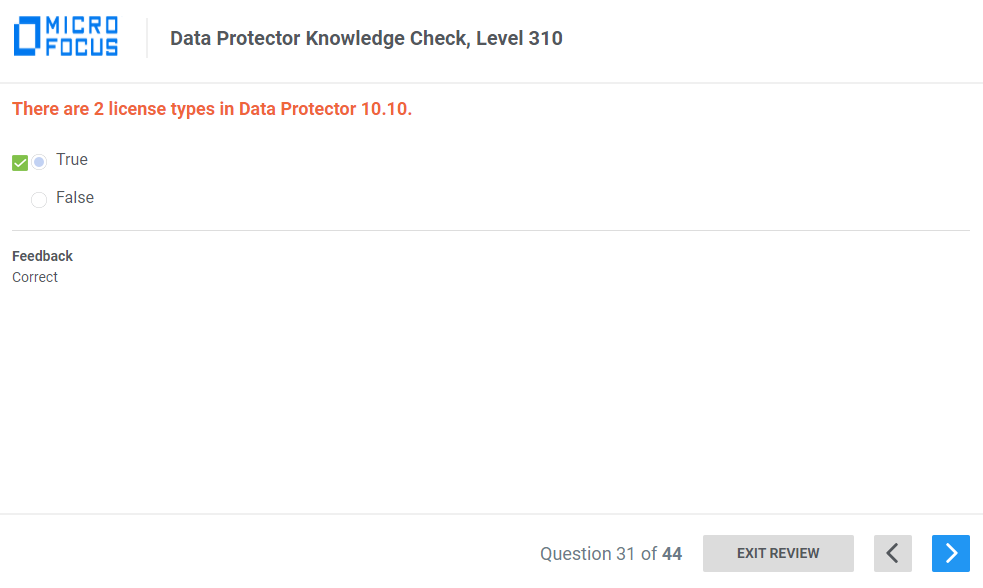 MICRO
FOCUS
Data Protector Knowledge Check, Level 310
There are 2 license types in Data Protector 10.10.
True
False
Feedback
Correct
Question 31 of 44
EXIT REVIEW